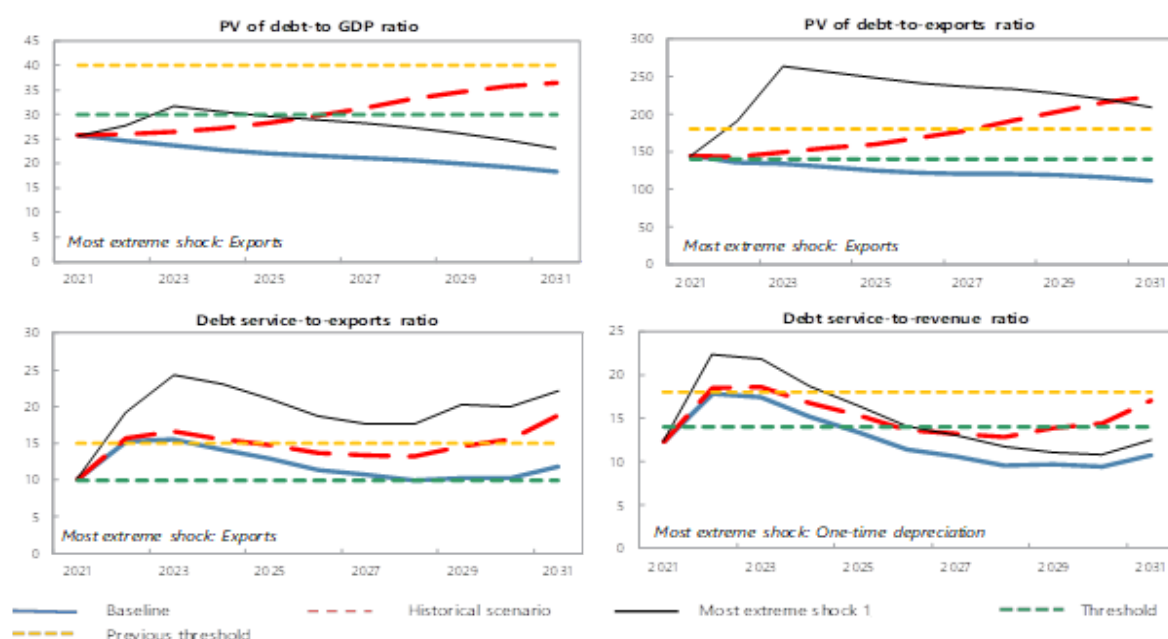 PV of debt-to GDP ratio
45
40
35
30
25
20
15
10
5
0
Most extreme shock: Exports
2021 2023 2025 2027 2029 2031
PV of debt-to-exports ratio
300
250
200
150
100
50
0
Most extreme shock: Exports
2021 2023 2025 2027 2029 2031
Debt service-to-exports ratio
30
25
20
15
10
5
0
Most extreme shock: Exports
2021 2023 2025 2027 2029 2031
Debt service-to-revenue ratio
25
20
15
10
5
0
Most extreme shock: One-time depreciation
2021 2023 2025 2027 2029 2031
Baseline Historical scenario Most extreme shock 1 Threshold
Previous threshold